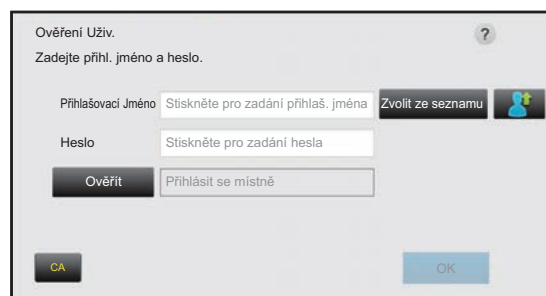 Ověření Uživ.
?
Zadejte přihl. jméno a heslo.
Přihlašovací Jméno Stiskněte pro zadání přihlaš. jména Zvolit ze seznamu
Heslo Stiskněte pro zadání hesla
Ověřít Přihlásit se místně
CA OK